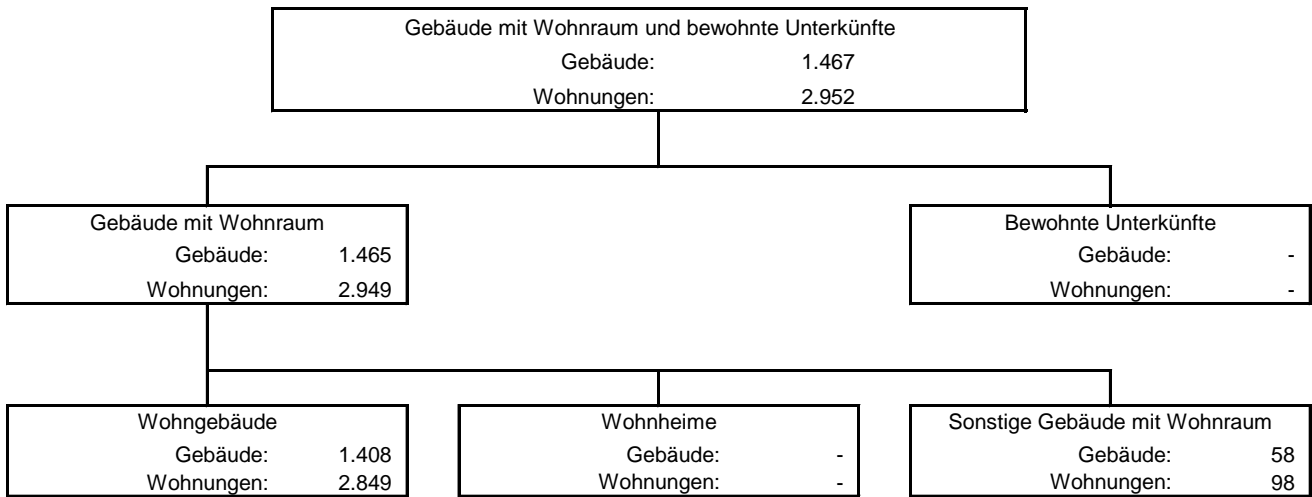 Gebäude mit Wohnraum und bewohnte Unterkünfte
Gebäude: 1.467
Wohnungen: 2.952
Gebäude mit Wohnraum
Gebäude: 1.465
Wohnungen: 2.949
Bewohnte Unterkünfte
Gebäude: -
Wohnungen: -
Wohngebäude
Gebäude: 1.408
Wohnungen: 2.849
Wohnheime
Gebäude: -
Wohnungen: -
Sonstige Gebäude mit Wohnraum
Gebäude: 58
Wohnungen: 98